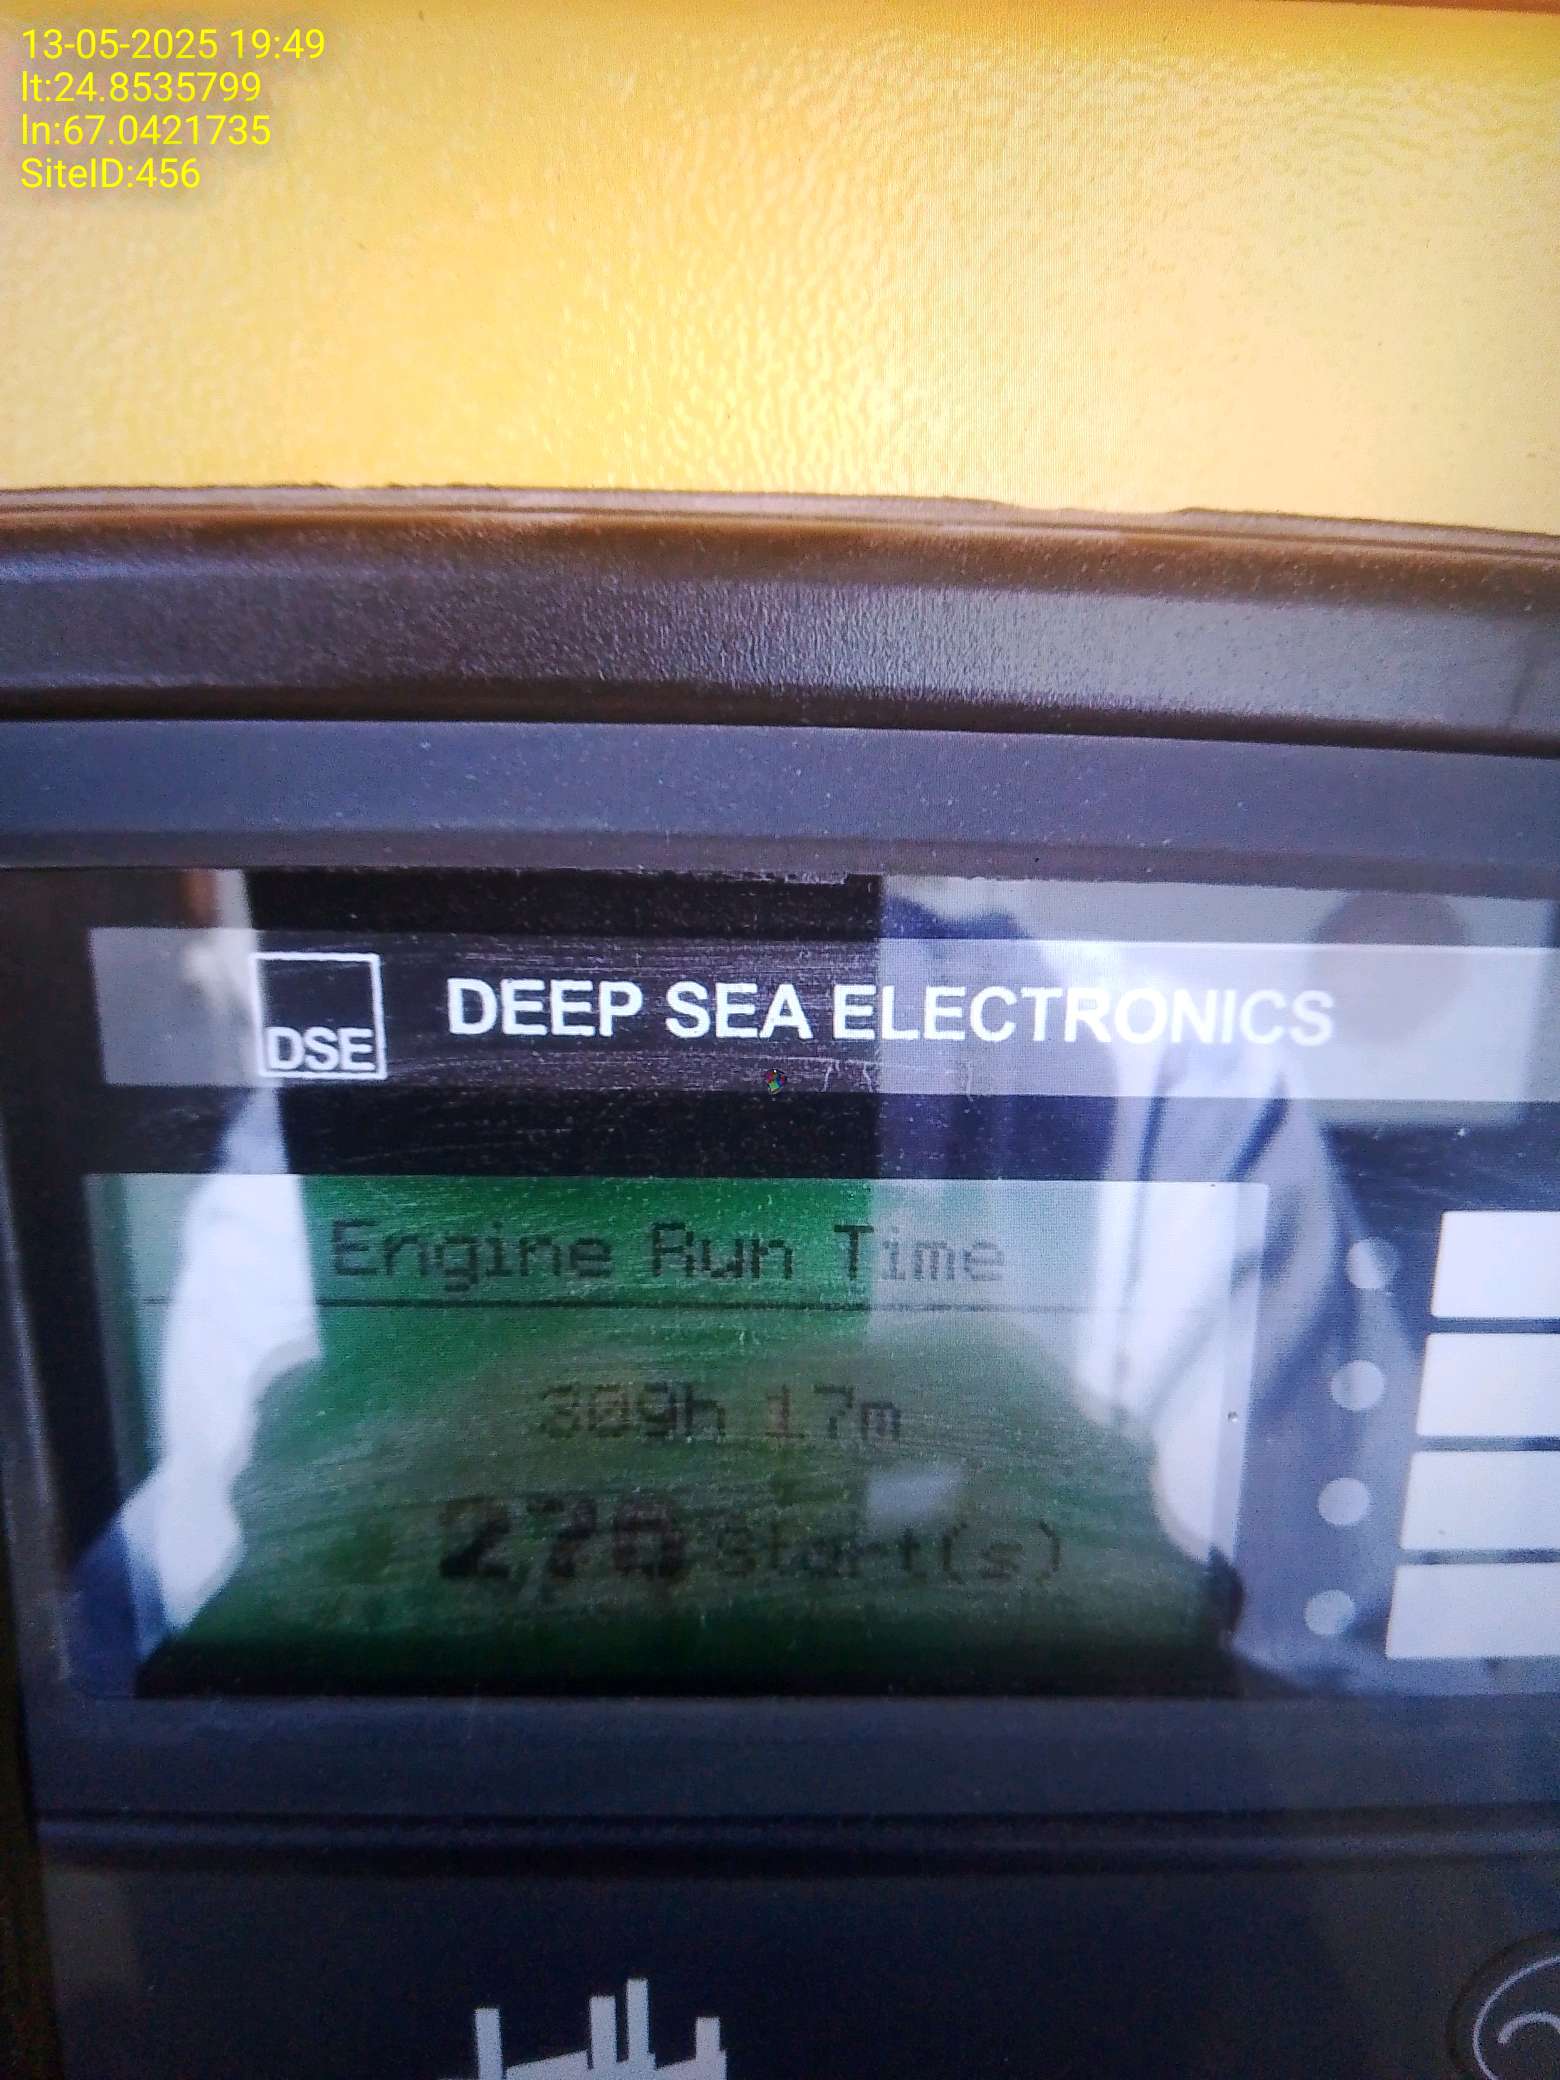 13-05-2025 19:49
lt:24.8535799
ln:67.0421735
SiteID:456
DSE
DEEP SEA ELECTRONICS
Engine Run Time
309h 17m
Start(s)